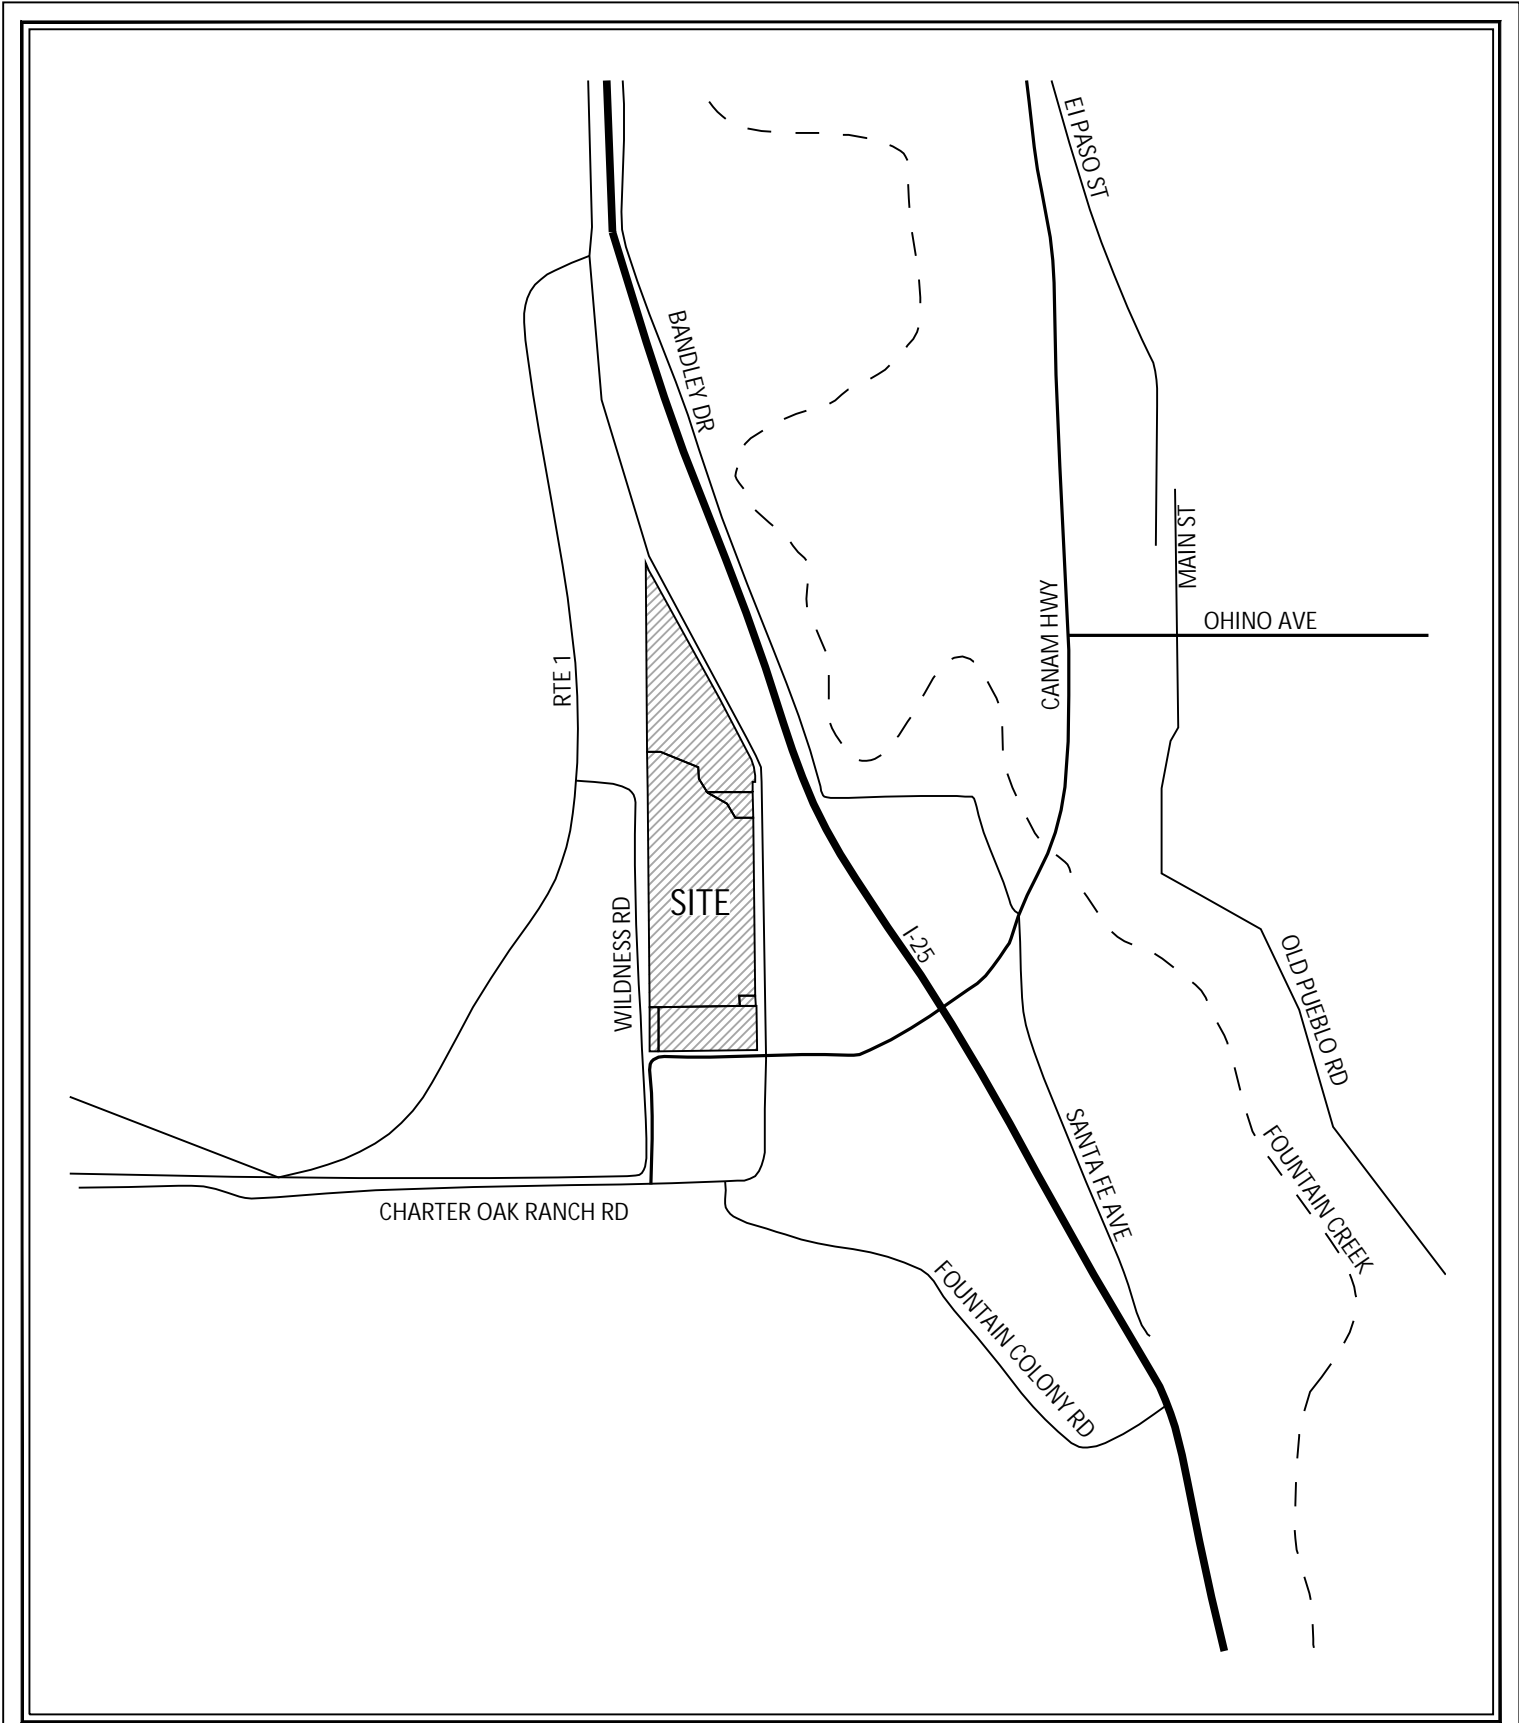 EI PASO ST
BANDLEY DR
MAIN ST
CANAM HWY
OHINO AVE
RTE 1
SITE
WILDNESS RD
I-25
OLD PUEBLO RD
SANTA FE AVE
FOUNTAIN CREEK
CHARTER OAK RANCH RD
FOUNTAIN COLONY RD